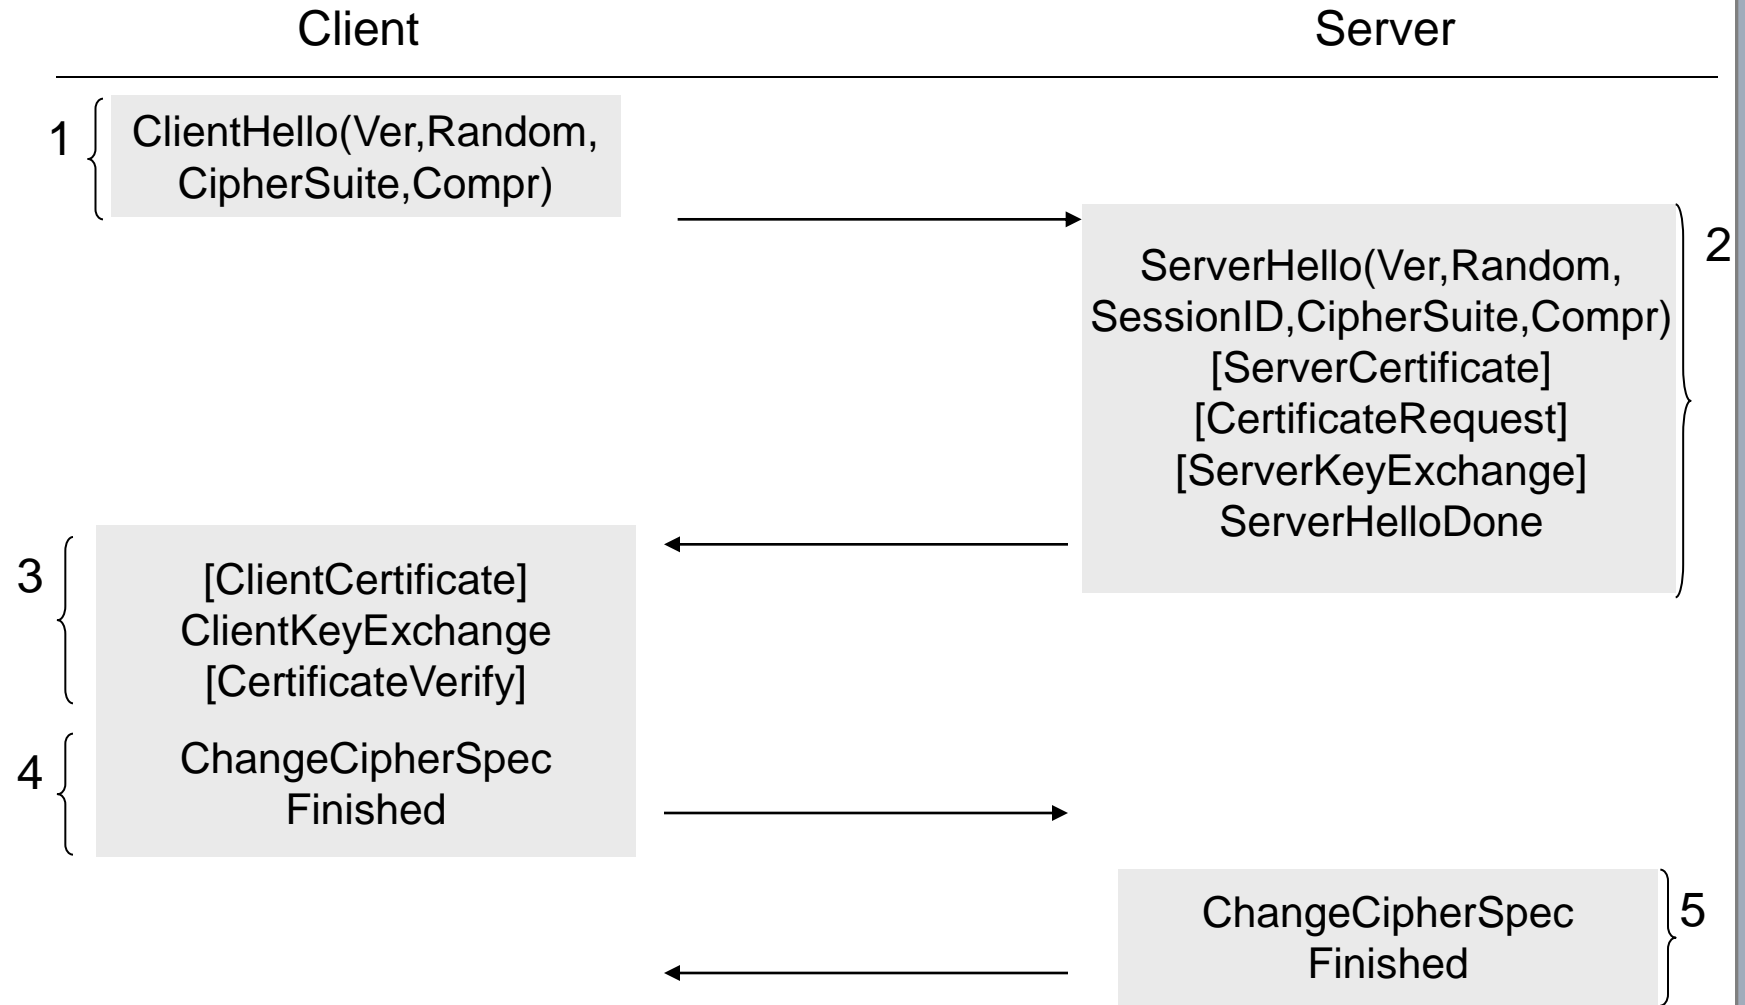 Client
Server
1
ClientHello(Ver,Random,
CipherSuite,Compr)
2
ServerHello(Ver,Random,
SessionID,CipherSuite,Compr)
[ServerCertificate]
[CertificateRequest]
[ServerKeyExchange]
ServerHelloDone
3
[ClientCertificate]
ClientKeyExchange
[CertificateVerify]
4
ChangeCipherSpec
Finished
5
ChangeCipherSpec
Finished